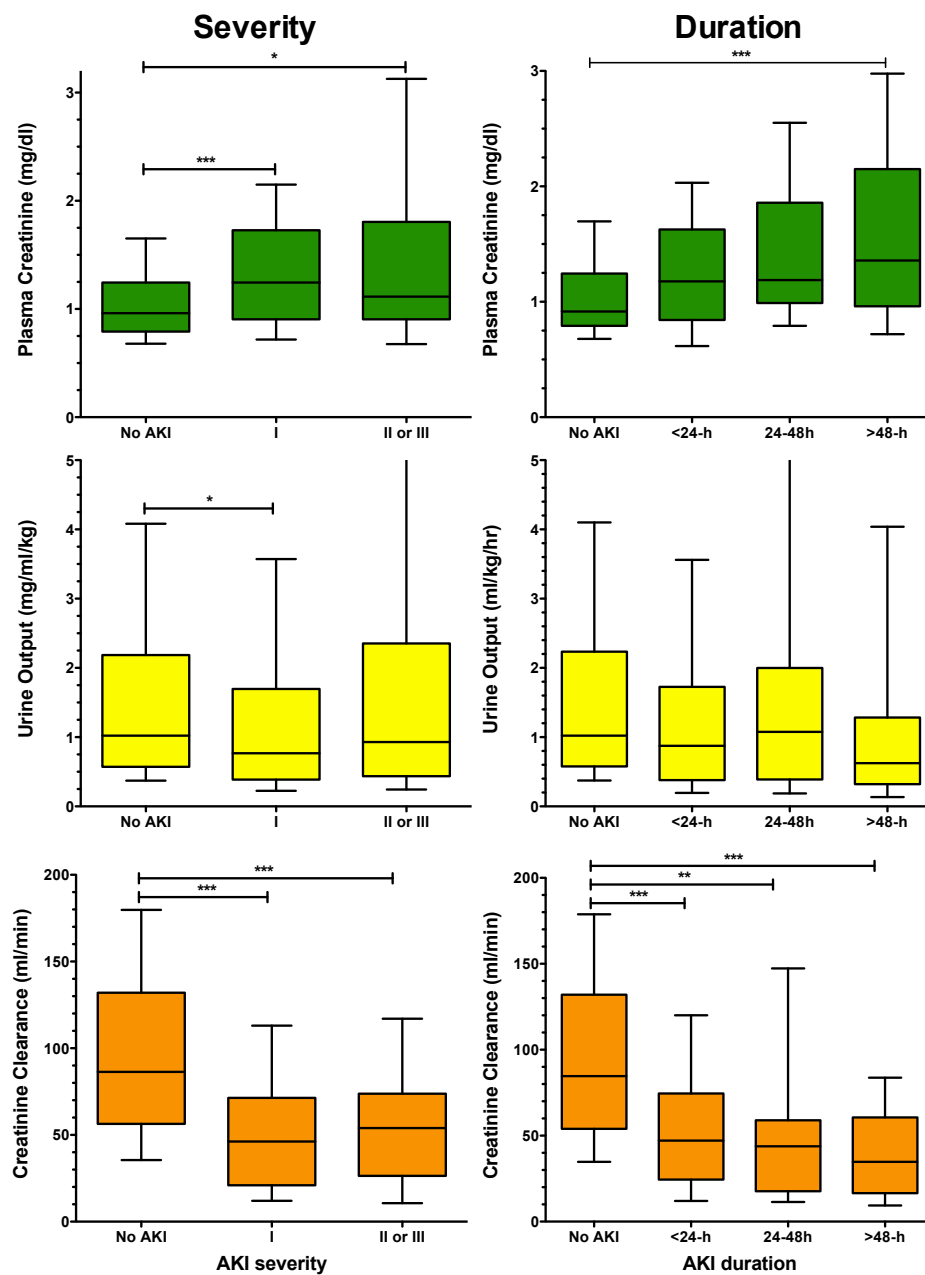 Severity
Duration
*
***
***
Plasma Creatinine (mg/dl)
3
2
1
0
No AKI
I
II or III
Plasma Creatinine (mg/dl)
3
2
1
0
No AKI
<24-h
24-48h
>48-h
*
Urine Output (mg/ml/kg)
5
4
3
2
1
0
No AKI
I
II or III
Urine Output (ml/kg/hr)
5
4
3
2
1
0
No AKI
<24-h
24-48h
>48-h
***
***
Creatinine Clearance (ml/min)
200
150
100
50
0
No AKI
I
II or III
AKI severity
***
**
***
Creatinine Clearance (ml/min)
200
150
100
50
0
No AKI
<24-h
24-48h
>48-h
AKI duration